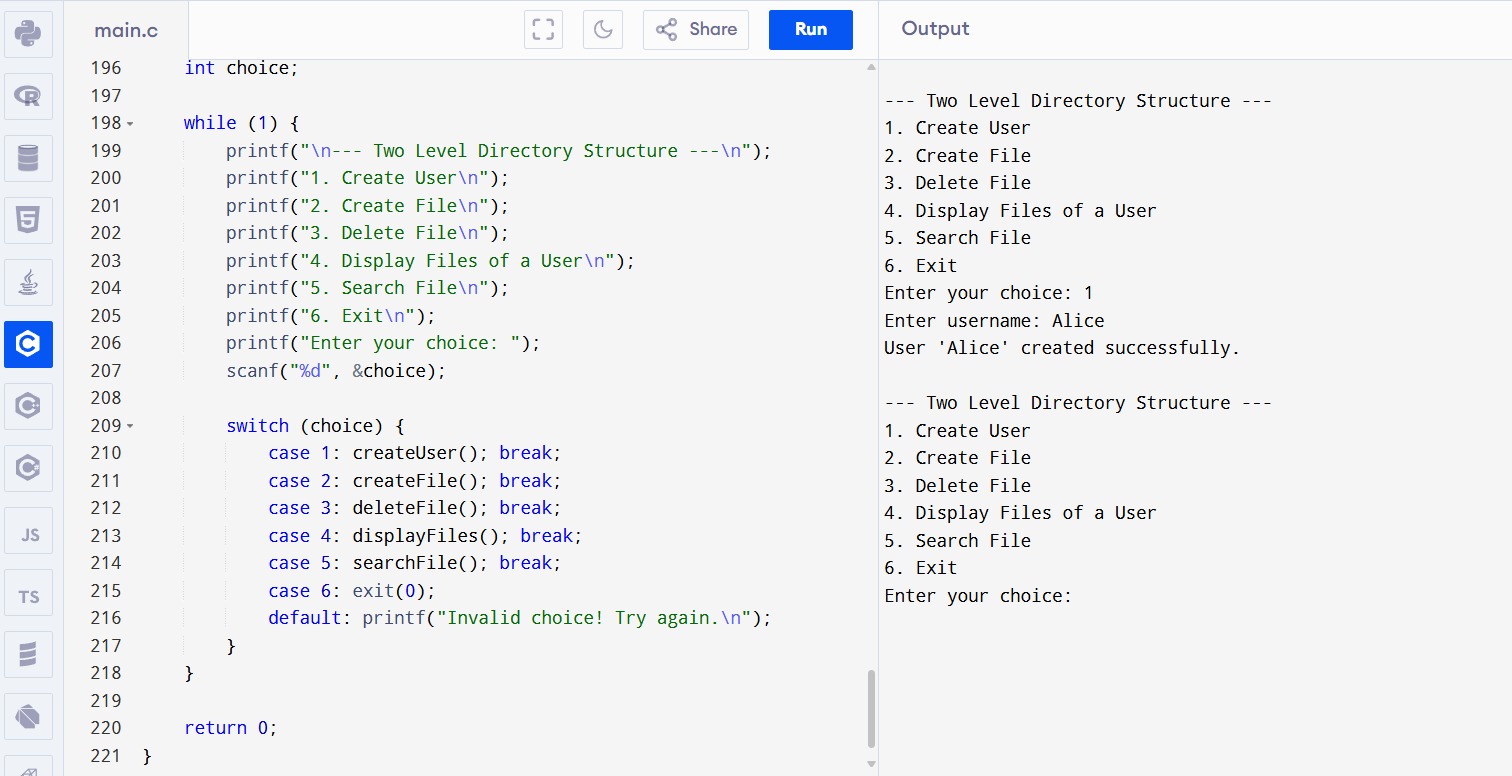 main.c
Share
Run
Output
R
5
C
C++
C#
JS
TS
196 int choice;
197
198 while (1) {
199 printf("\n--- Two Level Directory Structure ---\n");
200 printf("1. Create User\n");
201 printf("2. Create File\n");
202 printf("3. Delete File\n");
203 printf("4. Display Files of a User\n");
204 printf("5. Search File\n");
205 printf("6. Exit\n");
206 printf("Enter your choice: ");
207 scanf("%d", &choice);
208
209 switch (choice) {
210 case 1: createUser(); break;
211 case 2: createFile(); break;
212 case 3: deleteFile(); break;
213 case 4: displayFiles(); break;
214 case 5: searchFile(); break;
215 case 6: exit(0);
216 default: printf("Invalid choice! Try again.\n");
217 }
218 }
219
220 return 0;
221 }
--- Two Level Directory Structure ---
1. Create User
2. Create File
3. Delete File
4. Display Files of a User
5. Search File
6. Exit
Enter your choice: 1
Enter username: Alice
User 'Alice' created successfully.
--- Two Level Directory Structure ---
1. Create User
2. Create File
3. Delete File
4. Display Files of a User
5. Search File
6. Exit
Enter your choice: